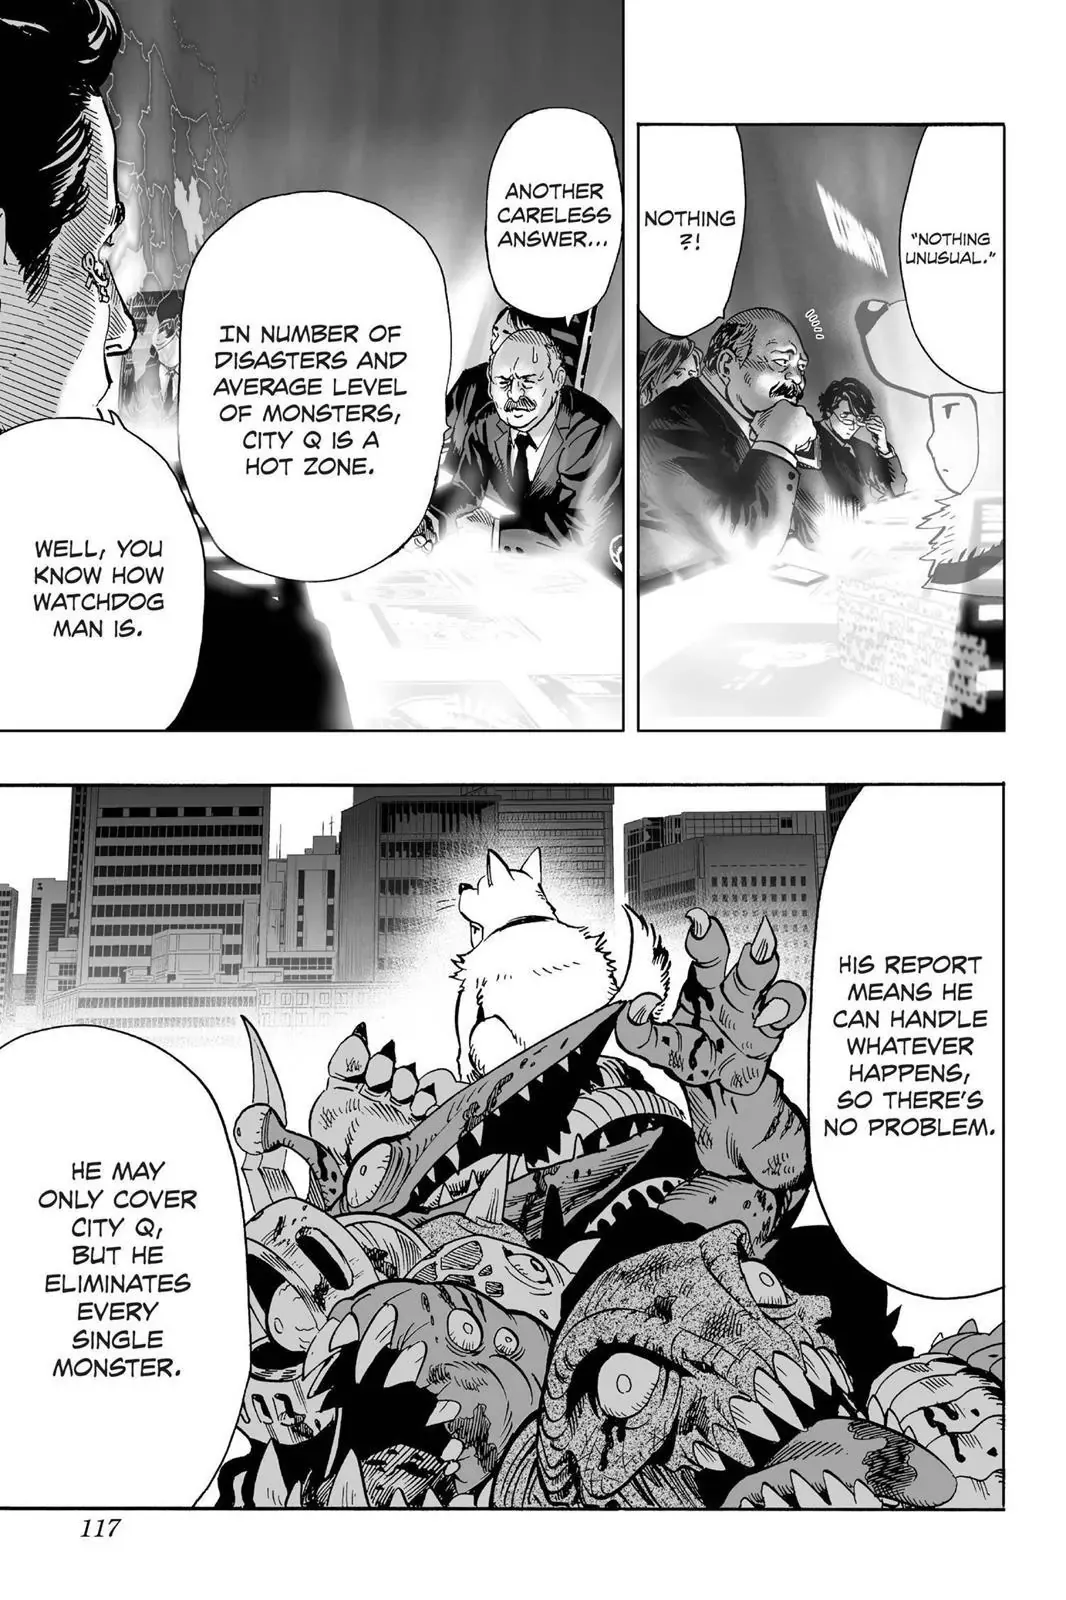 "NOTHING
UNUSUAL."
NOTHING
?!
ANOTHER
CARELESS
ANSWER...
IN NUMBER OF
DISASTERS AND
AVERAGE LEVEL
OF MONSTERS,
CITY Q IS A
HOT ZONE.
WELL, YOU
KNOW HOW
WATCHDOG
MAN IS.
HIS REPORT
MEANS HE
CAN HANDLE
WHATEVER
HAPPENS,
SO THERE'S
NO PROBLEM.
HE MAY
ONLY COVER
CITY Q,
BUT HE
ELIMINATES
EVERY
SINGLE
MONSTER.
117